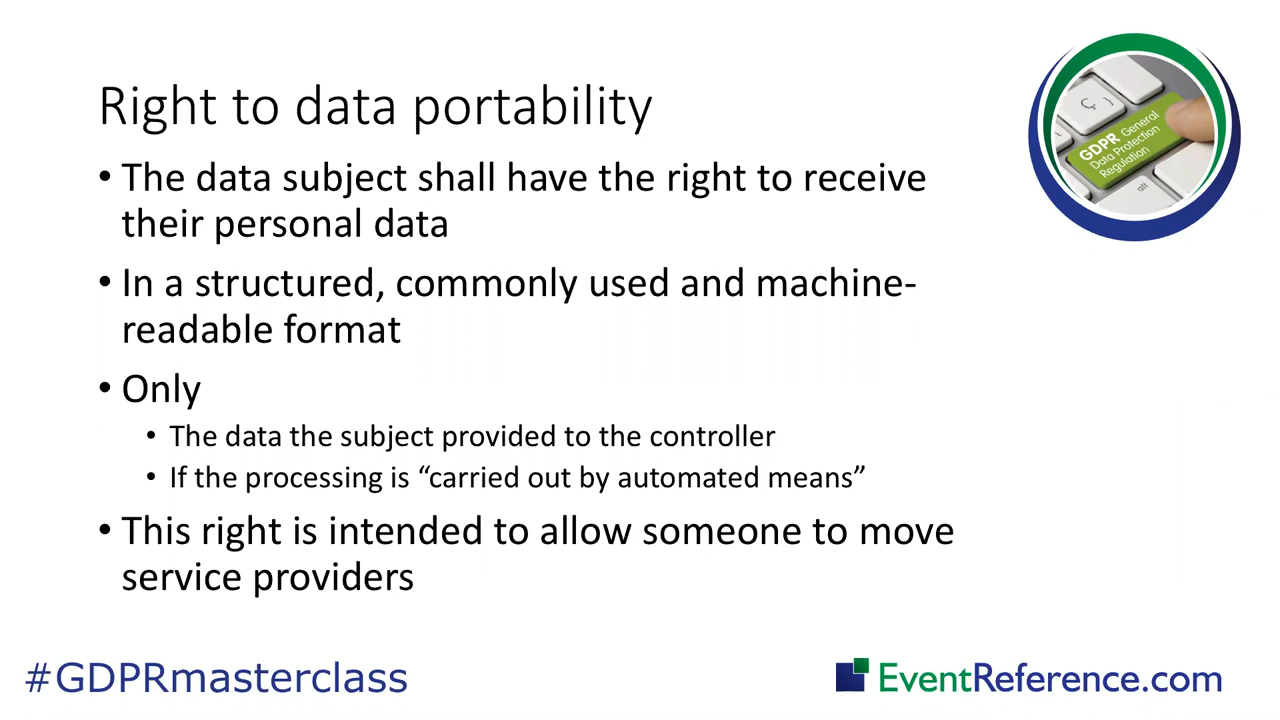 Right to data portability
• The data subject shall have the right to receive
their personal data
• In a structured, commonly used and machine-
readable format
• Only
• The data the subject provided to the controller
• If the processing is “carried out by automated means”
• This right is intended to allow someone to move
service providers
GDPR General
Data Protection
Regulation
Ç
alt
#GDPRmasterclass
EventReference.com